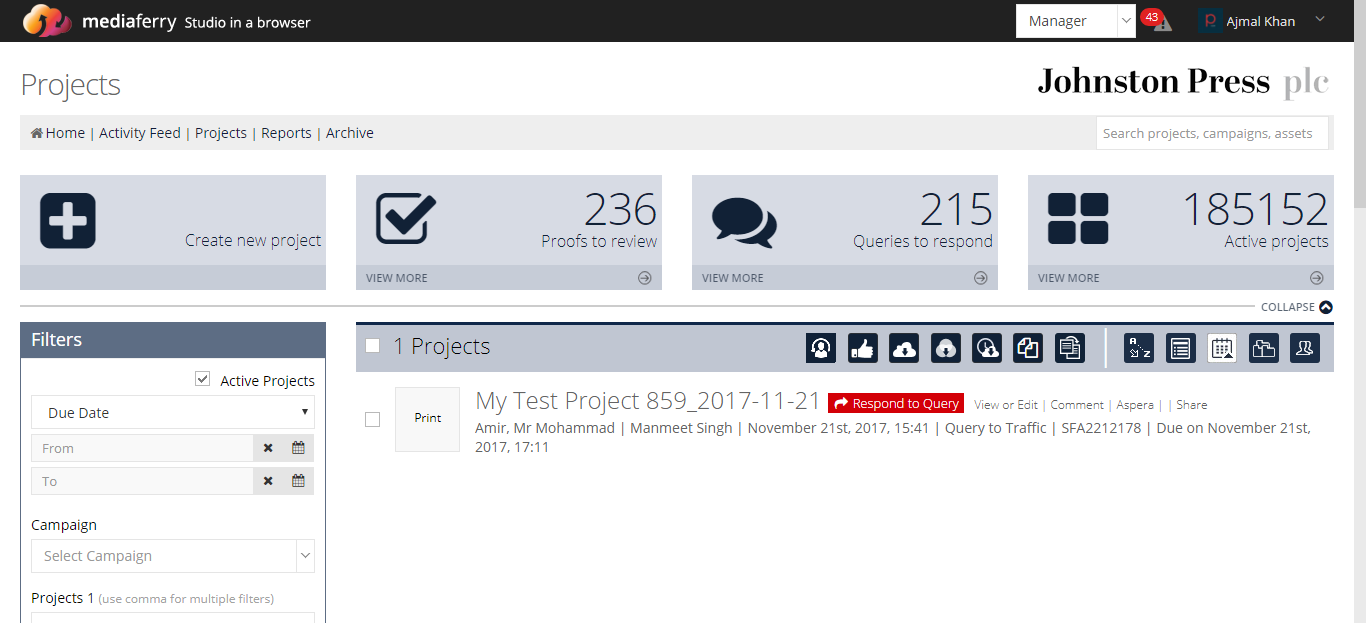 mediaferry Studio in a browser
Manager
43
Ajmal Khan
Projects
Johnston Press plc
Home | Activity Feed | Projects | Reports | Archive
Search projects, campaigns, assets
Create new project
236
Proofs to review
VIEW MORE
215
Queries to respond
VIEW MORE
185152
Active projects
VIEW MORE
COLLAPSE
Filters
Active Projects
Due Date
From
To
Campaign
Select Campaign
Projects 1 (use comma for multiple filters)
1 Projects
Print
My Test Project 859_2017-11-21 Respond to Query View or Edit | Comment | Aspera | | Share
Amir, Mr Mohammad | Manmeet Singh | November 21st, 2017, 15:41 | Query to Traffic | SFA2212178 | Due on November 21st,
2017, 17:11